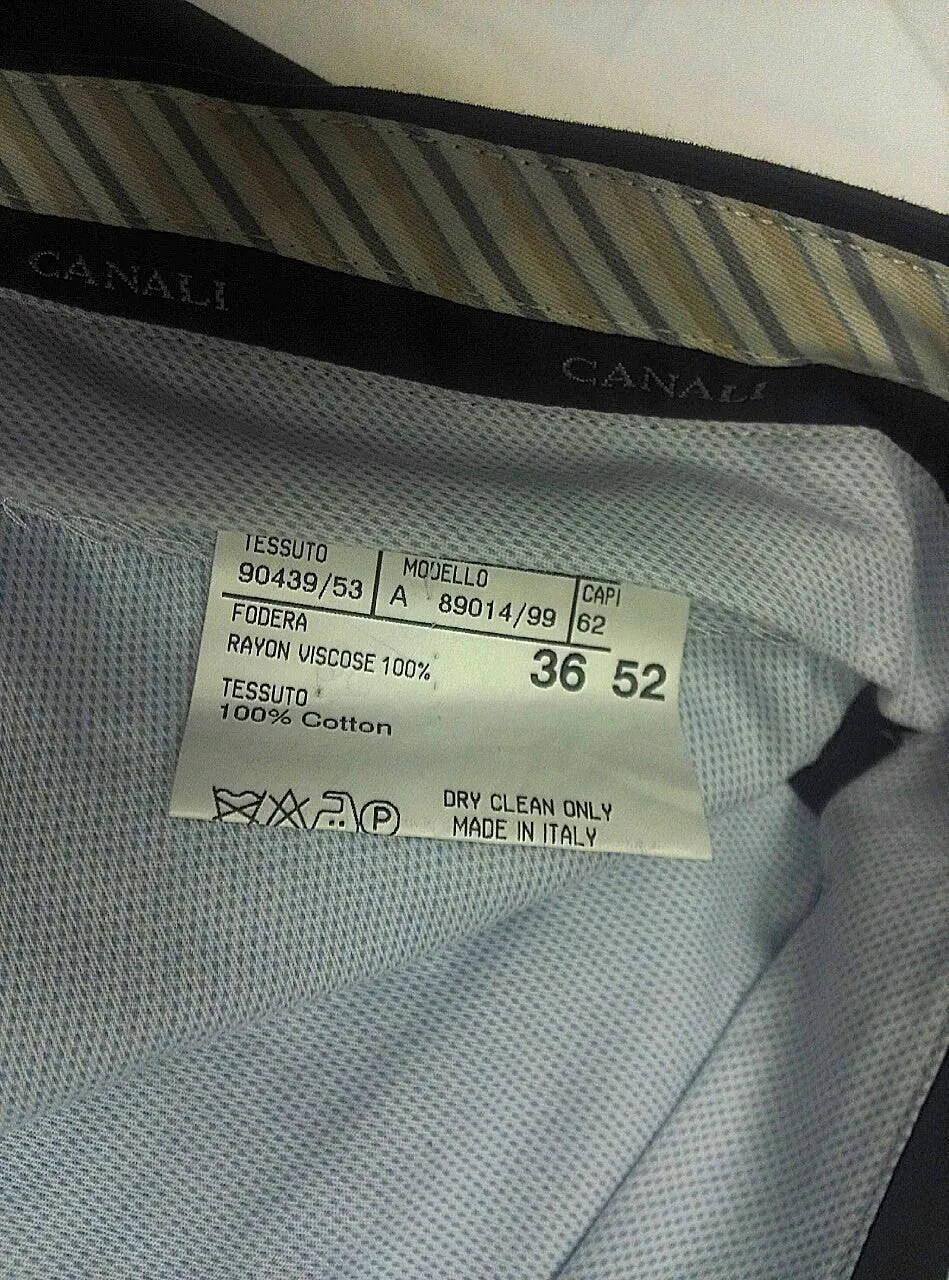 CANALI
CANALI
TESSUTO
90439/53
MODELLO
A 89014/99
CAPI
62
FODERA
RAYON VISCOSE 100%
36 52
TESSUTO
100% Cotton
P
DRY CLEAN ONLY
MADE IN ITALY